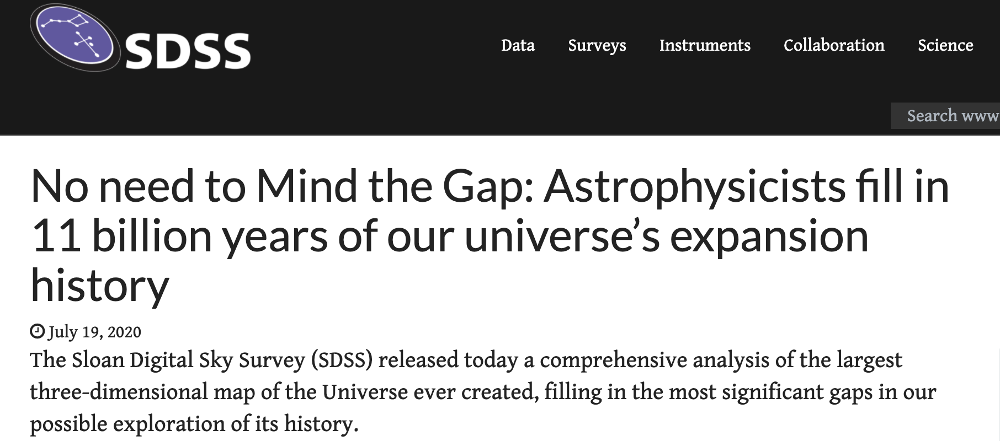 SDSS
Data Surveys Instruments Collaboration Science
Search www
No need to Mind the Gap: Astrophysicists fill in
11 billion years of our universe’s expansion
history
July 19, 2020
The Sloan Digital Sky Survey (SDSS) released today a comprehensive analysis of the largest
three-dimensional map of the Universe ever created, filling in the most significant gaps in our
possible exploration of its history.